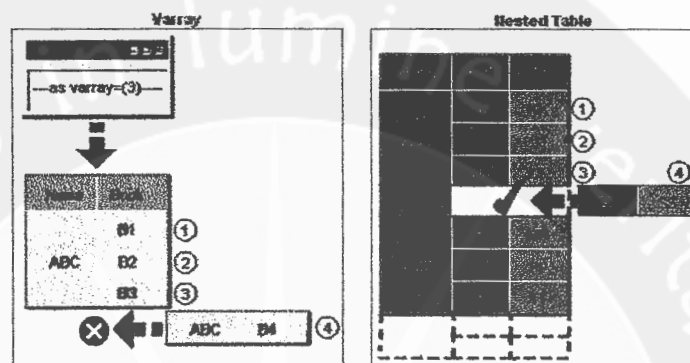 Varray
Nested Table
---as varray=(3)---
B1
①
ABC
B2
②
B3
③
ABC
B4
④
①
②
③
④